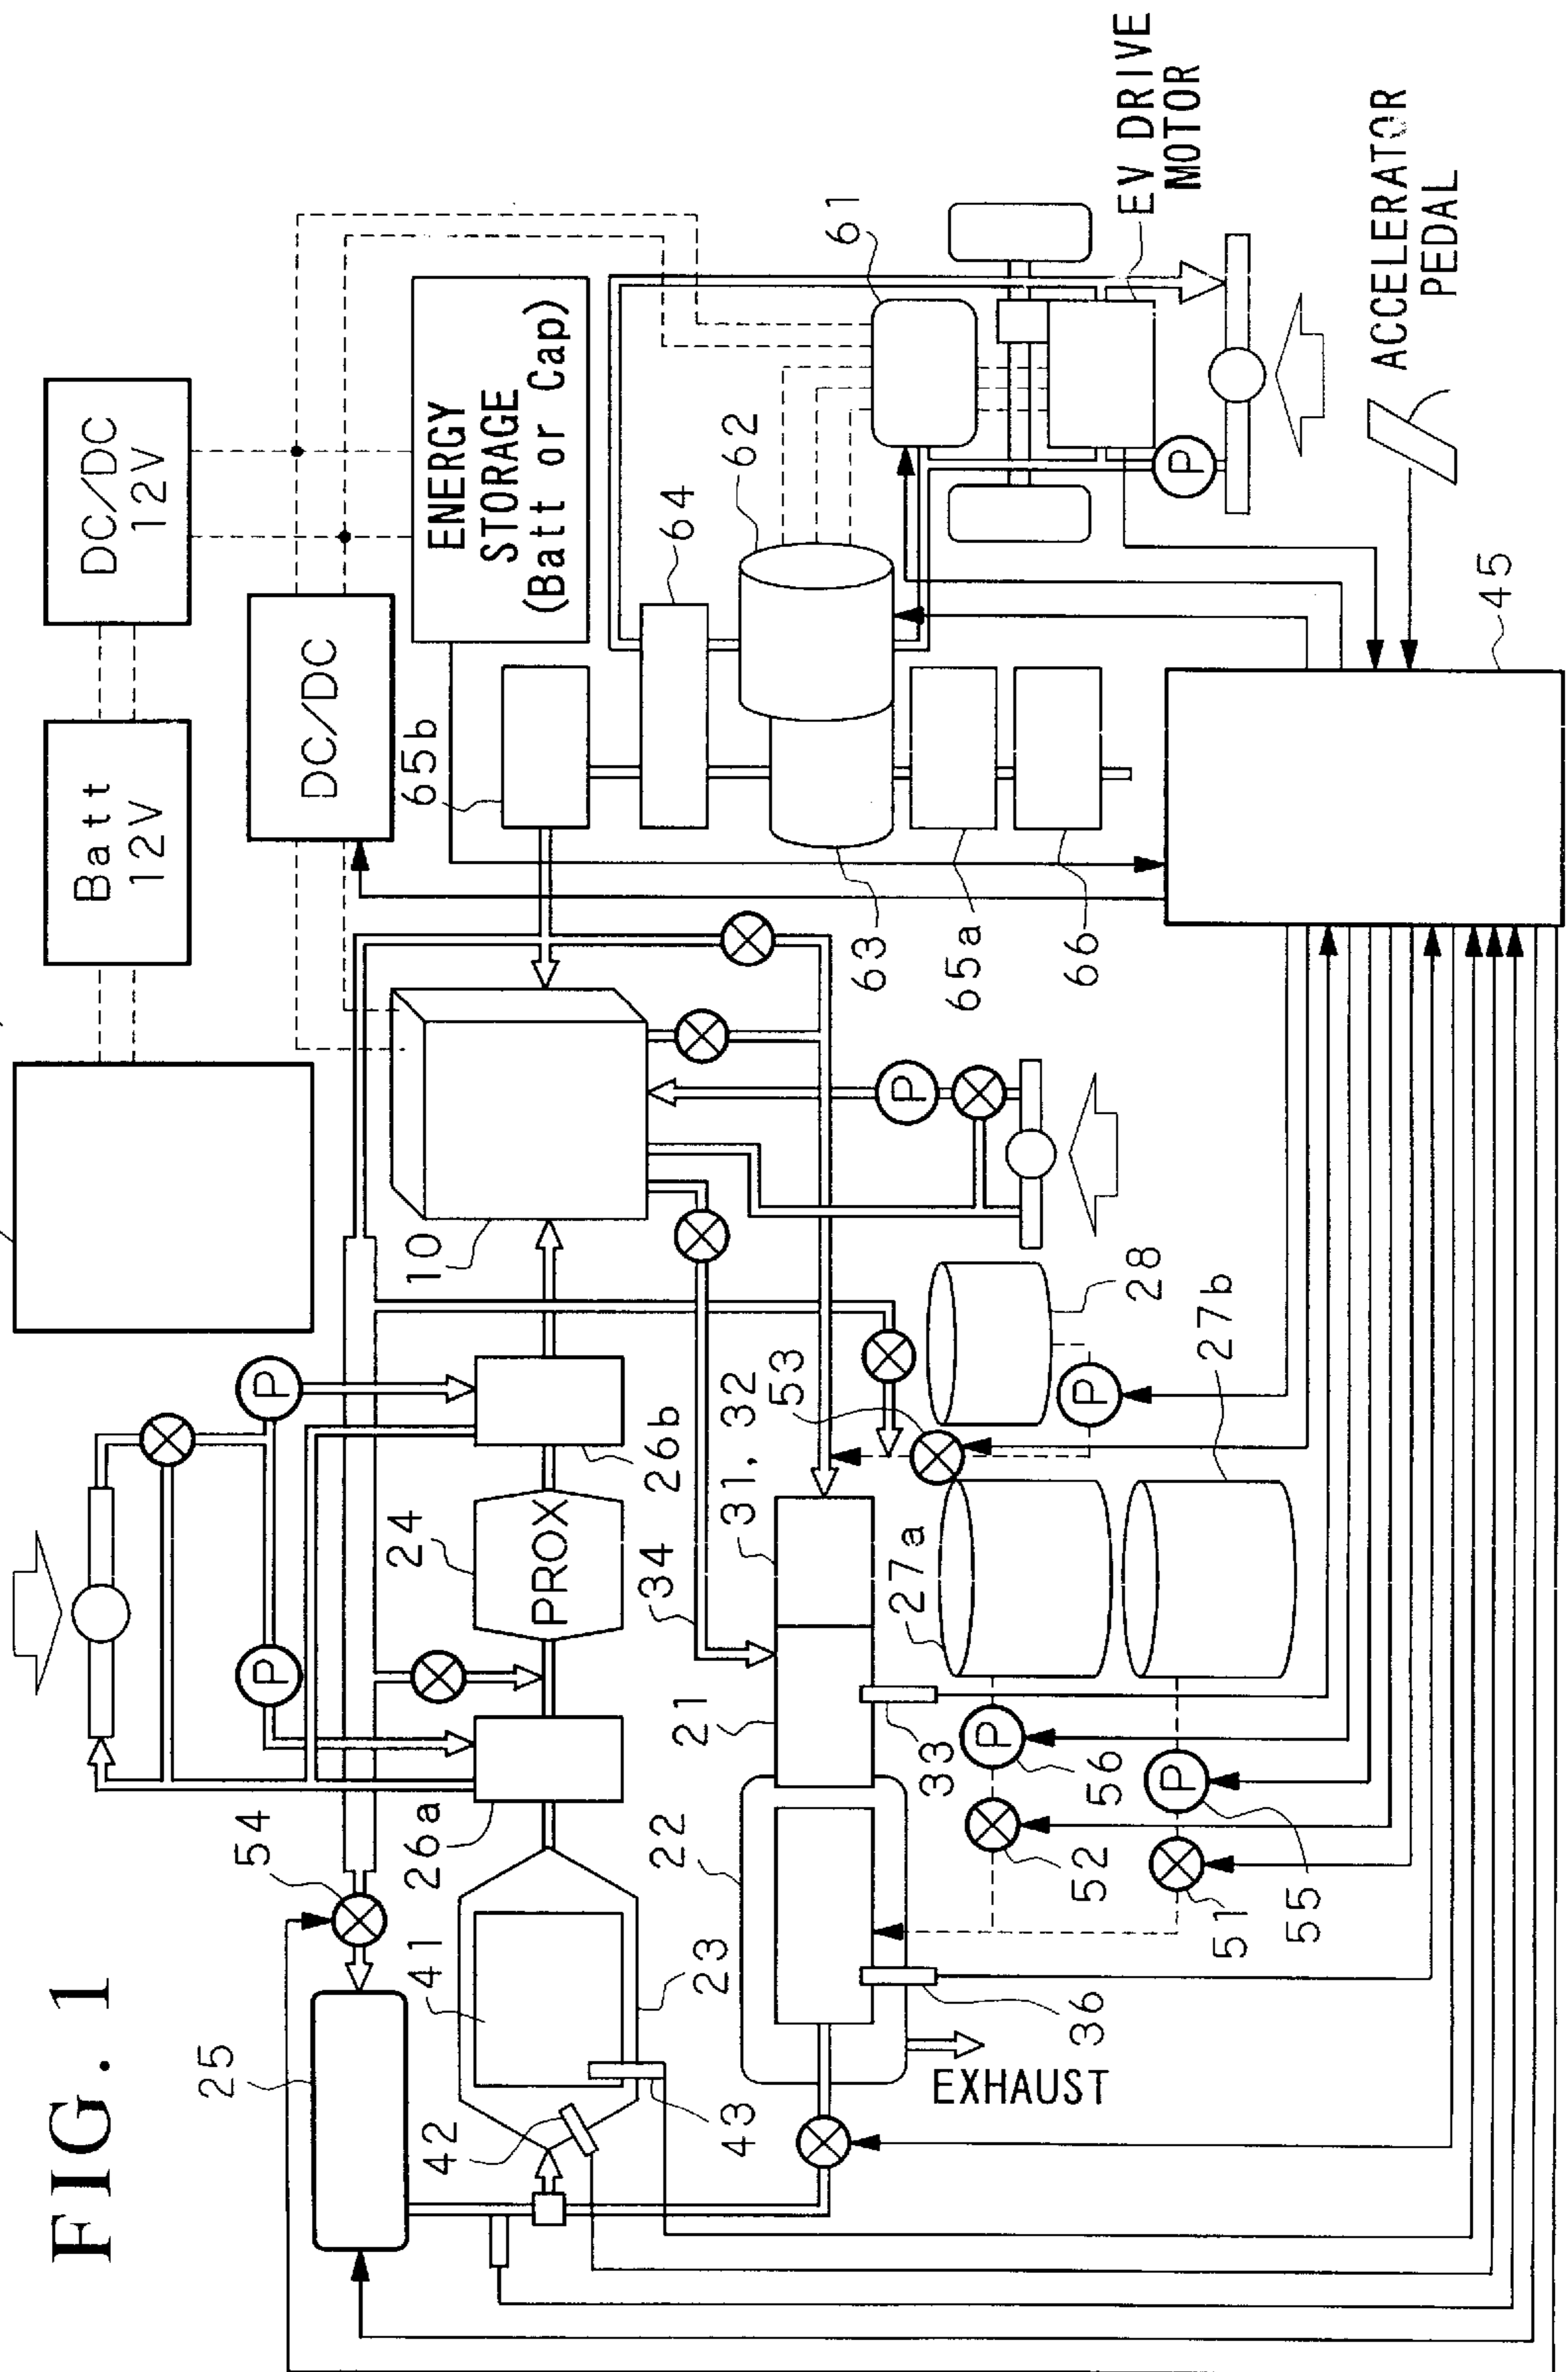 FIG. 1
25
54
DC/DC
12V
Batt
12V
DC/DC
ENERGY
STORAGE
(Batt or Cap)
65b
41
42
43
23
26a
P
P
24
PROX
26b
10
64
62
61
63
65a
66
EV DRIVE
MOTOR
P
ACCELERATOR
PEDAL
45
22
21
34
31, 32
33
36
EXHAUST
53
28
P
P
27a
27b
P
56
52
P
55
51